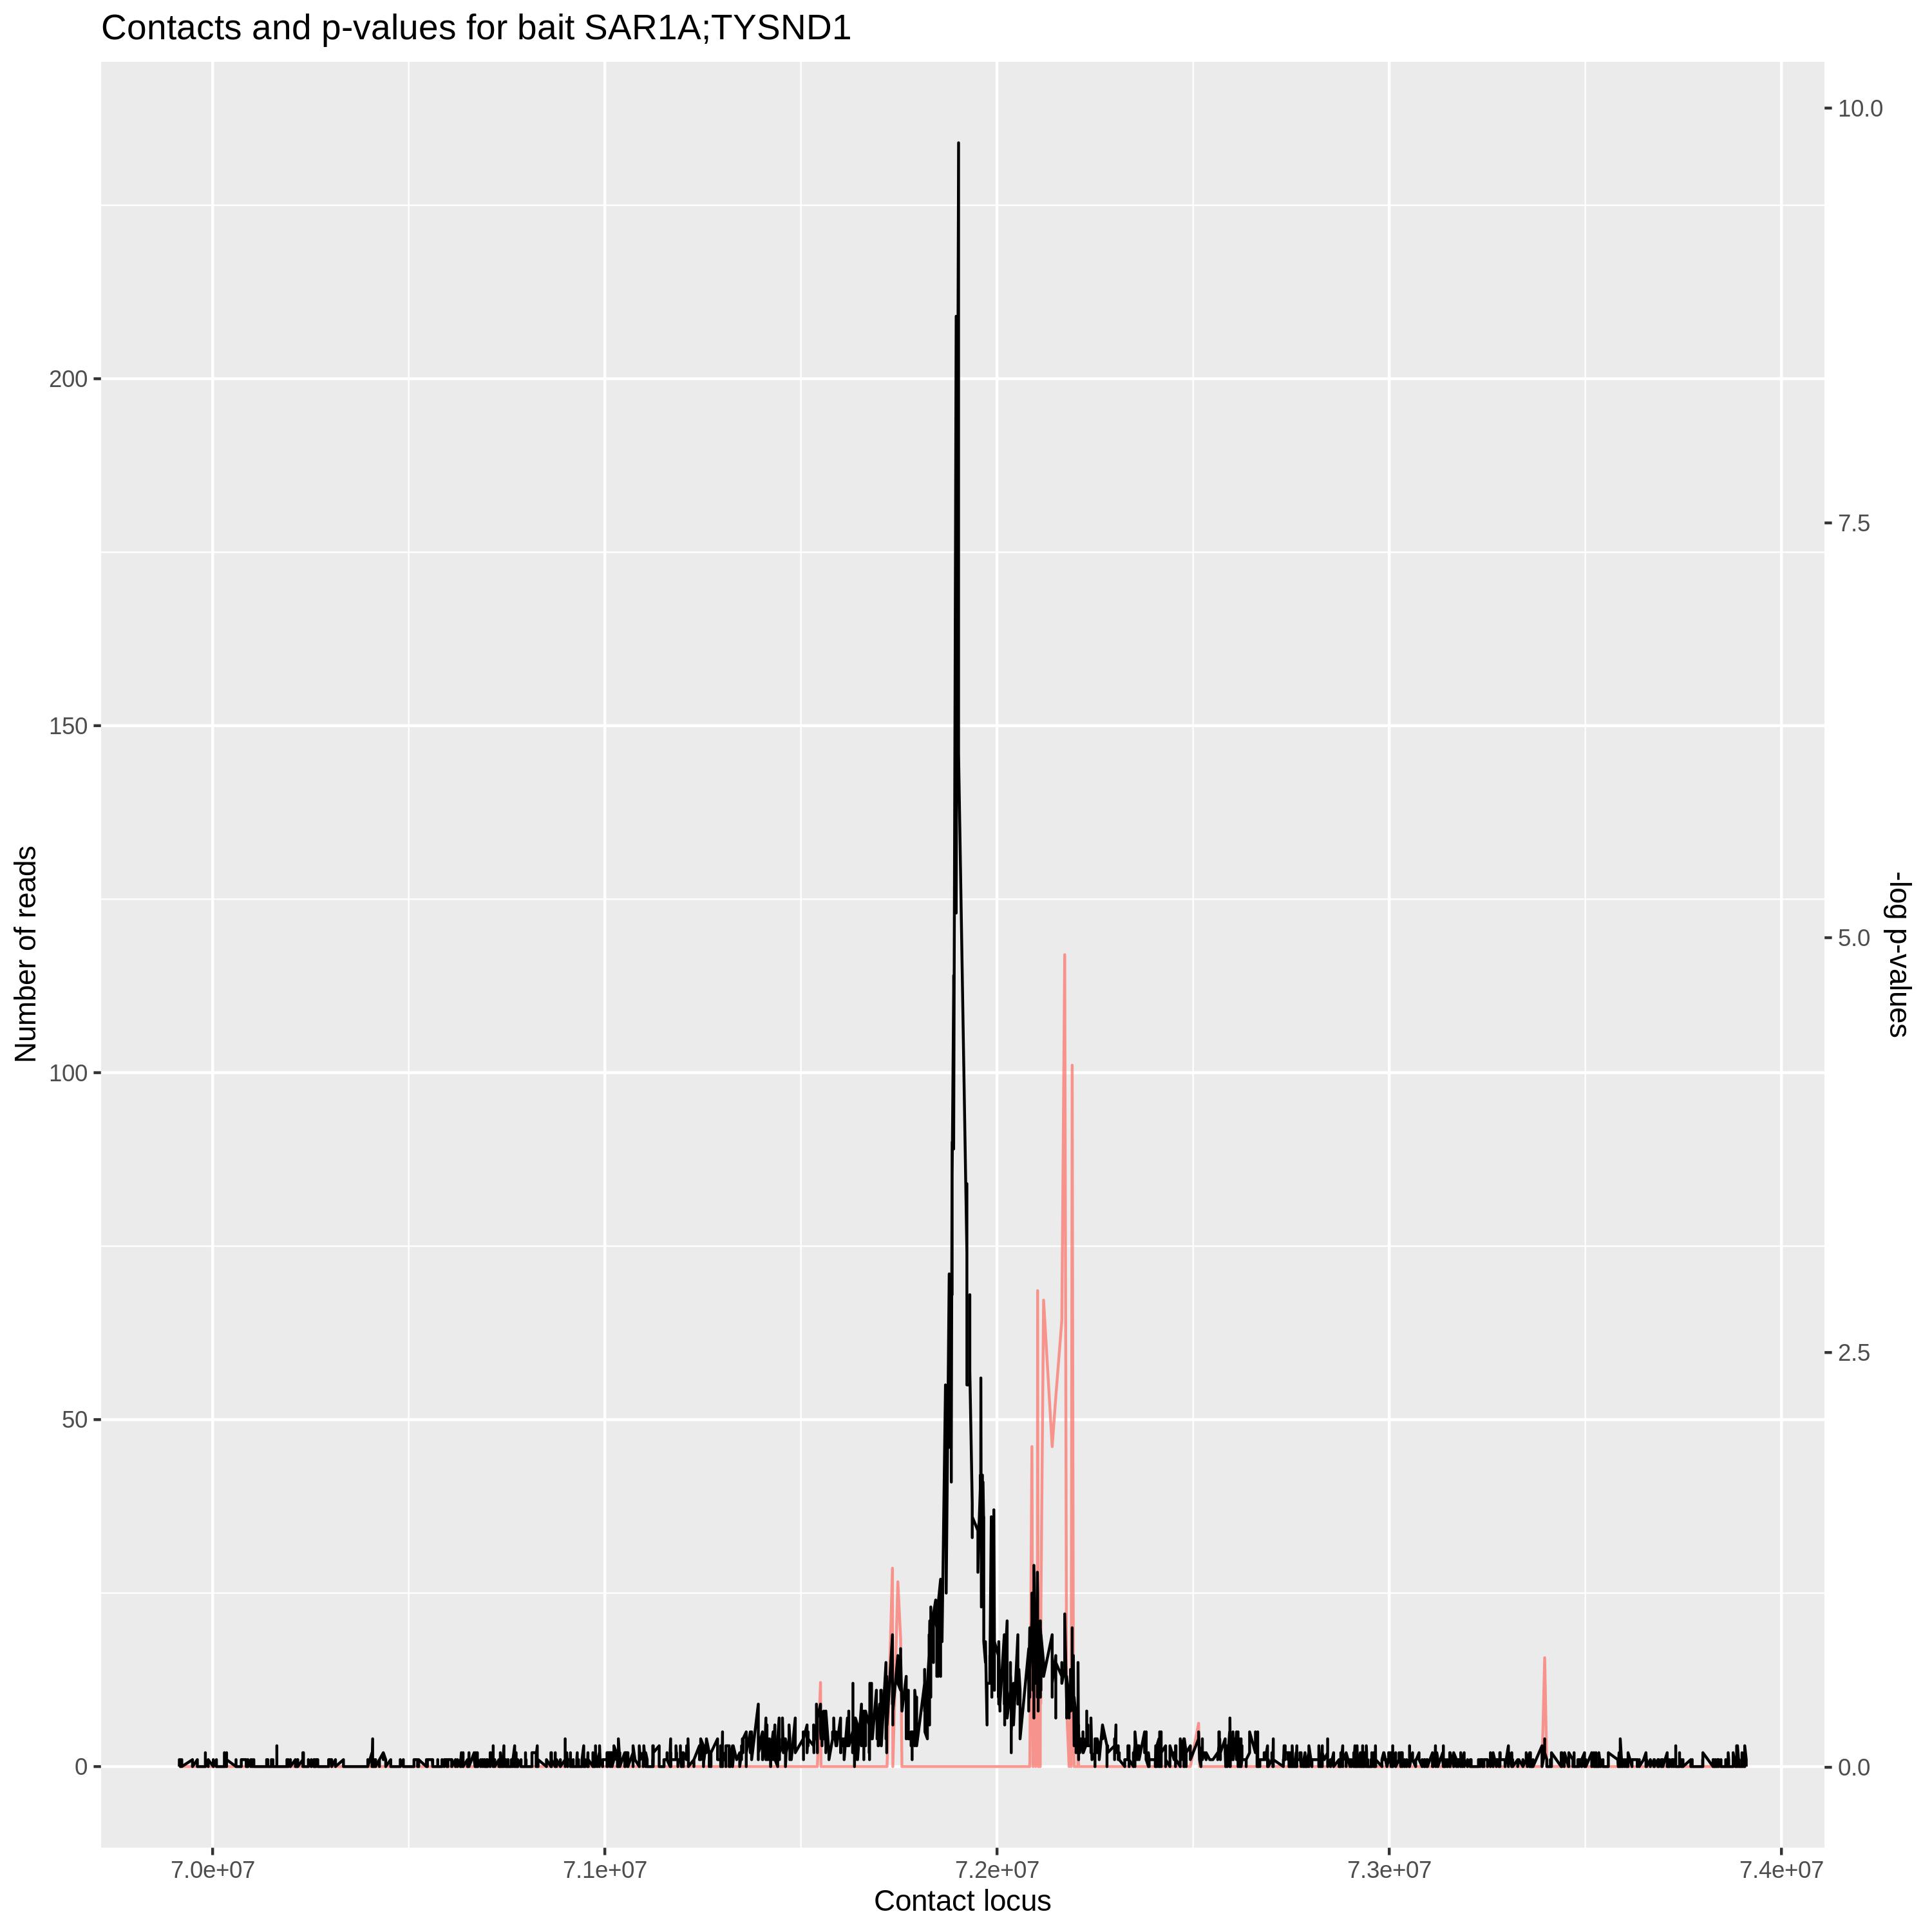 Contacts and p-values for bait SAR1A;TYSND1
Number of reads
200
150
100
50
0
10.0
7.5
5.0
2.5
0.0
-log p-values
7.0e+07
7.1e+07
7.2e+07
7.3e+07
7.4e+07
Contact locus